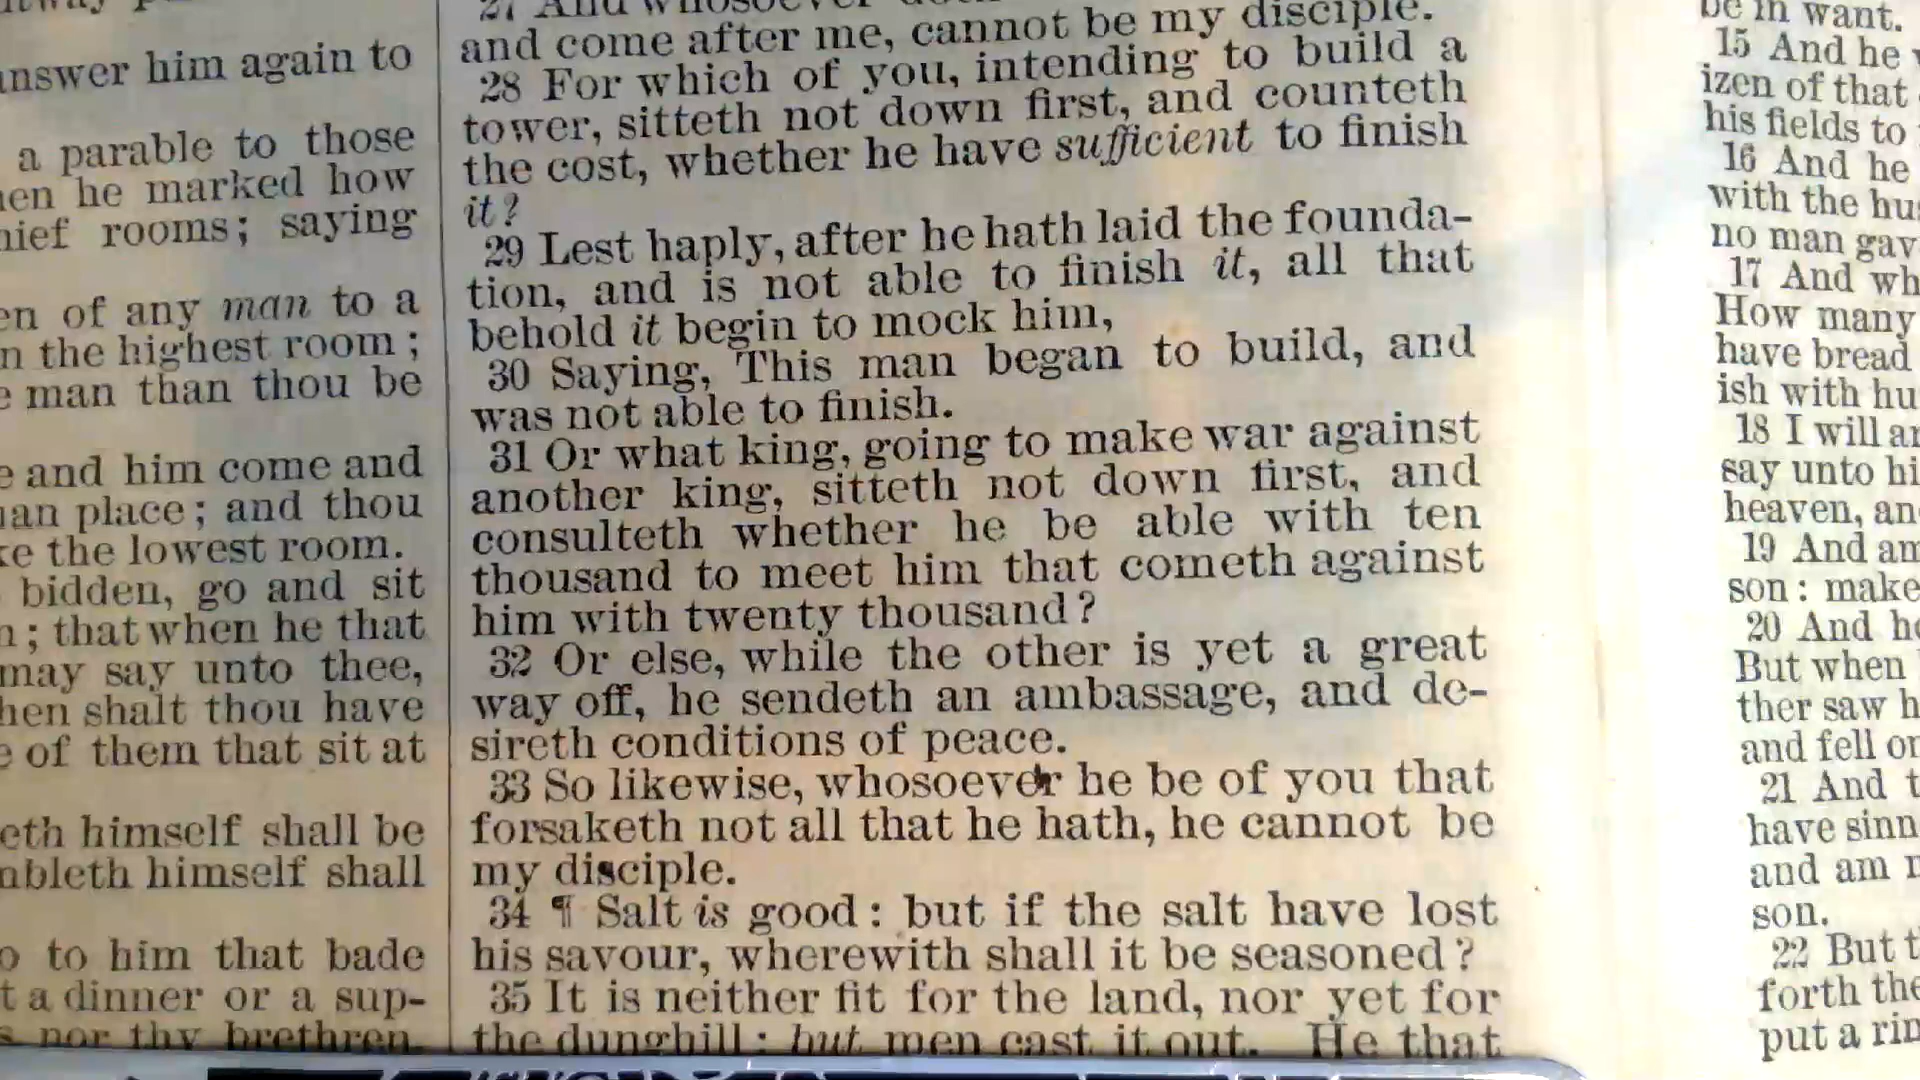 answer him again to
a parable to those
he marked how
rooms; saying
of any man to a
the highest room;
man than thou be
and him come and
place; and thou
the lowest room.
bidden, go and sit
; that when he that
may say unto thee,
shalt thou have
of them that sit at
himself shall be
himself shall
to him that bade
a dinner or a sup-
nor thy brethren
27 And whosoever
and come after me, cannot be my disciple.
28 For which of you, intending to build a
tower, sitteth not down first, and counteth
the cost, whether he have sufficient to finish
it?
29 Lest haply, after he hath laid the founda-
tion, and is not able to finish it, all that
behold it begin to mock him,
30 Saying, This man began to build, and
was not able to finish.
31 Or what king, going to make war against
another king, sitteth not down first, and
consulteth whether he be able with ten
thousand to meet him that cometh against
him with twenty thousand?
32 Or else, while the other is yet a great
way off, he sendeth an ambassage, and de-
sireth conditions of peace.
33 So likewise, whosoever he be of you that
forsaketh not all that he hath, he cannot be
my disciple.
34 ¶ Salt is good: but if the salt have lost
his savour, wherewith shall it be seasoned?
35 It is neither fit for the land, nor yet for
the dunghill; but men cast it out. He that
be in want.
15 And he
izen of that
his fields to
16 And he
with the
no man
17 And
How many
have bread
ish with
18 I will
say unto
heaven,
19 And
son: make
20 And
But when
ther saw
and fell
21 And
have
and am
son.
22 But
forth
put a